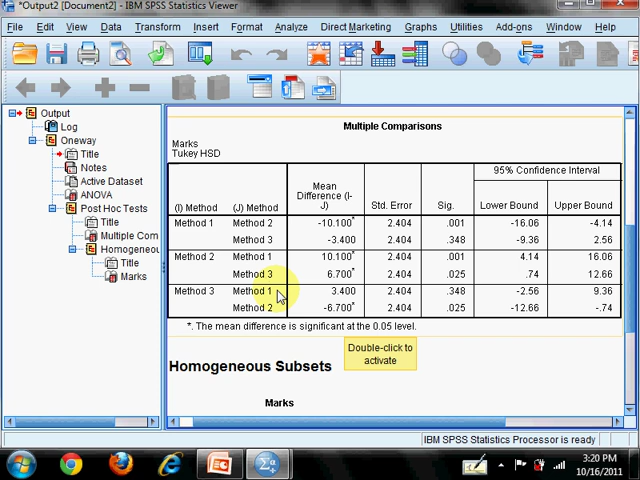 *Output2 [Document2] - IBM SPSS Statistics Viewer
File Edit View Data Transform Insert Format Analyze Direct Marketing Graphs Utilities Add-ons Window Help
Output
Log
Oneway
Title
Notes
Active Dataset
ANOVA
Post Hoc Tests
Title
Multiple Com
Homogeneou
Title
Marks
Multiple Comparisons
Marks
Tukey HSD
95% Confidence Interval
(I) Method (J) Method Mean Difference (I-J) Std. Error Sig. Lower Bound Upper Bound
Method 1 Method 2 -10.100* 2.404 .001 -16.06 -4.14
Method 3 -3.400 2.404 .348 -9.36 2.56
Method 2 Method 1 10.100* 2.404 .001 4.14 16.06
Method 3 6.700* 2.404 .025 .74 12.66
Method 3 Method 1 3.400 2.404 .348 -2.56 9.36
Method 2 -6.700* 2.404 .025 -12.66 -.74
*. The mean difference is significant at the 0.05 level.
Double-click to
activate
Homogeneous Subsets
Marks
IBM SPSS Statistics Processor is ready
3:20 PM
10/16/2011